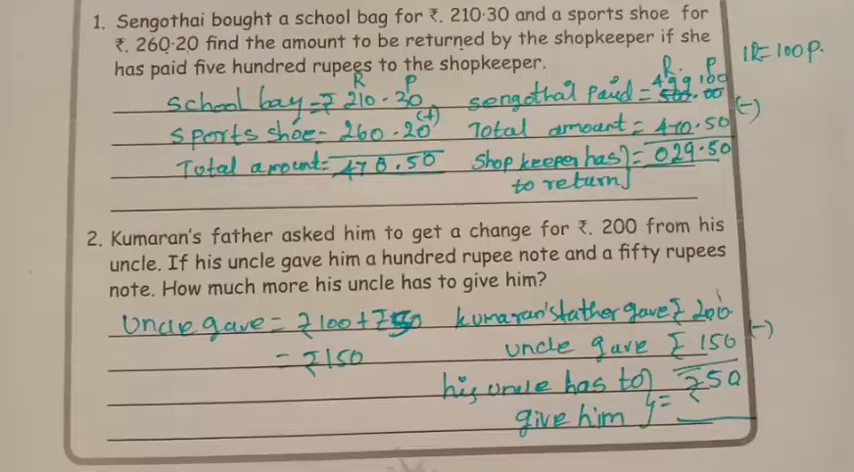 1. Sengothai bought a school bag for ₹. 210·30 and a sports shoe for
₹. 260·20 find the amount to be returned by the shopkeeper if she
has paid five hundred rupees to the shopkeeper.
1R = 100P.
R P
School bag = ₹ 210 · 30
Sports shoe - 260 · 20 (+)
Total amount = 470.50
R. P
499 100
Sengothai Paid = 500.00
Total amount = 470.50 (-)
Shop keeper has to return } = 029.50
2. Kumaran's father asked him to get a change for ₹. 200 from his
uncle. If his uncle gave him a hundred rupee note and a fifty rupees
note. How much more his uncle has to give him?
Uncle gave = ₹100 + ₹50
= ₹150
Kumaran's father gave ₹ 200
uncle gave ₹ 150 (-)
his uncle has to
give him } = ₹50